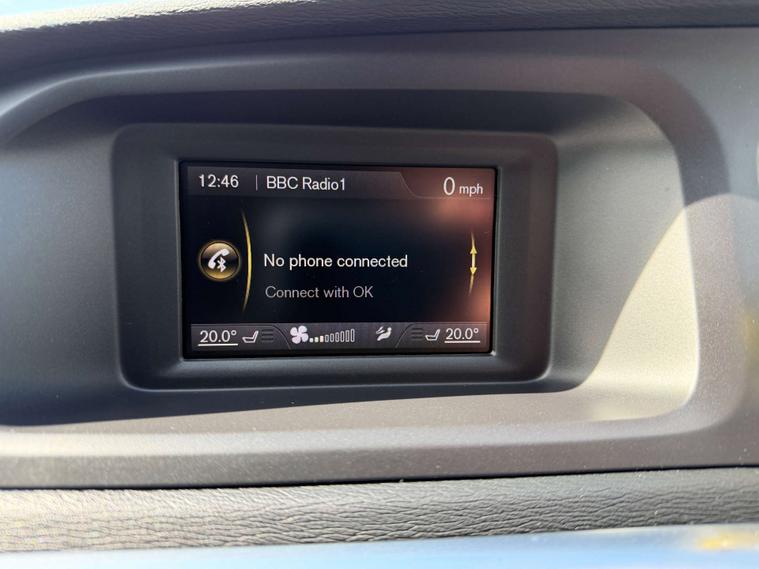 12:46 BBC Radio1 0 mph
No phone connected
Connect with OK
20.0° 20.0°